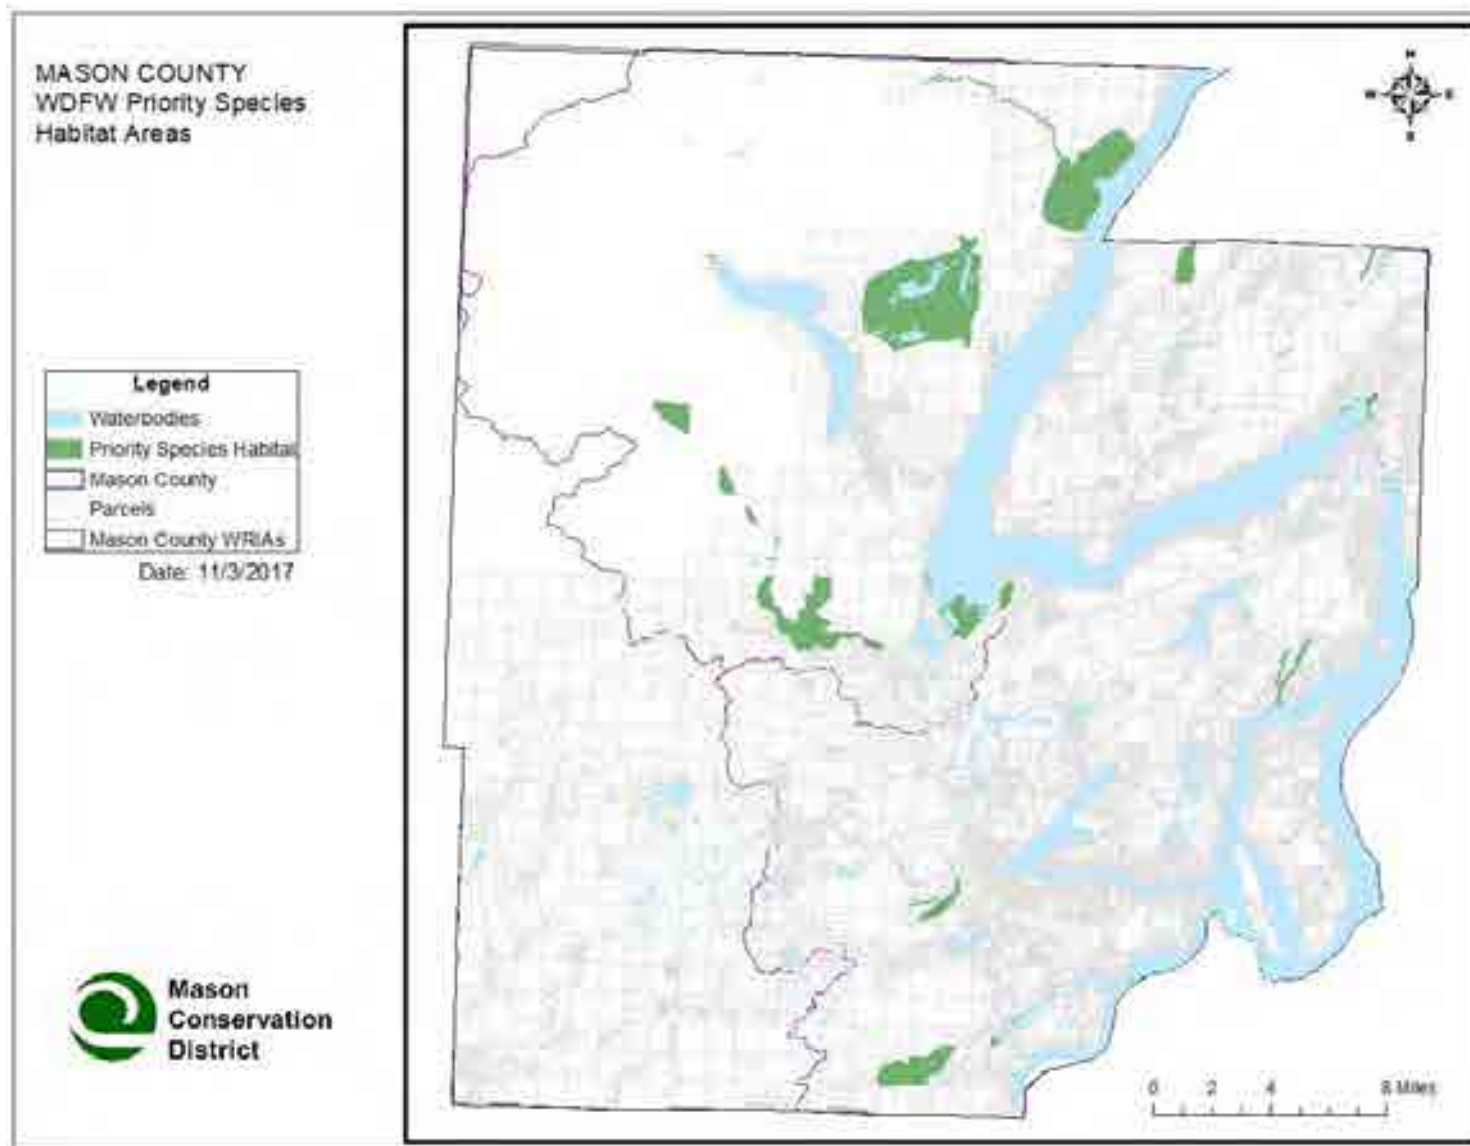 MASON COUNTY
WDFW Priority Species
Habitat Areas
Legend
Waterbodies
Priority Species Habitat
Mason County
Parcels
Mason County WRIAs
Date: 11/3/2017
Mason
Conservation
District
N
W E
S
0 2 4 8 Miles